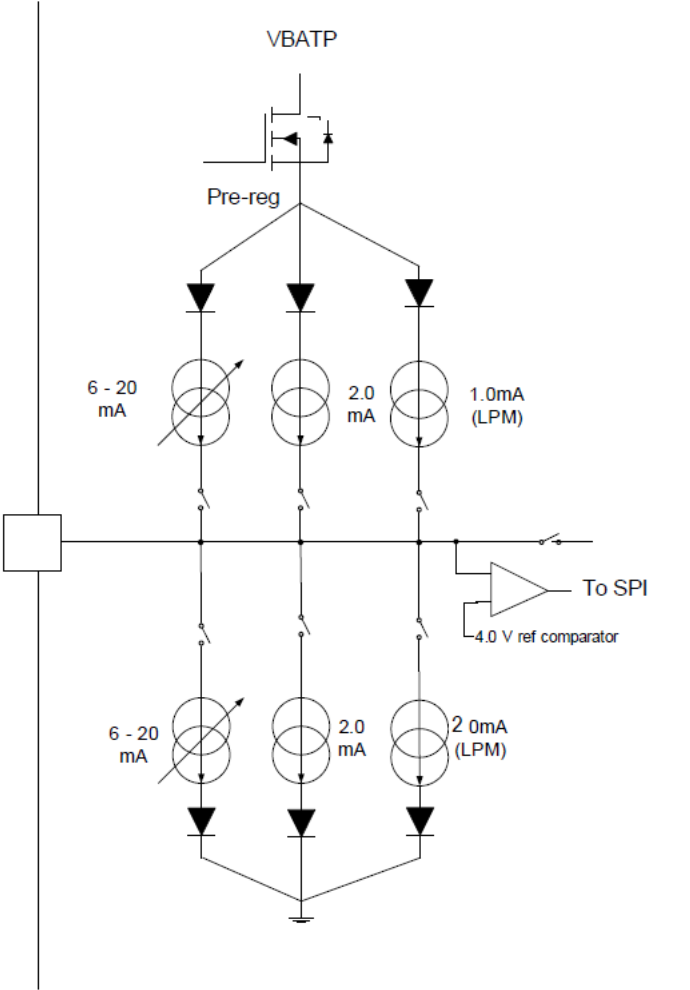 VBATP
Pre-reg
6 - 20
mA
2.0
mA
1.0mA
(LPM)
To SPI
4.0 V ref comparator
6 - 20
mA
2.0
mA
2 0mA
(LPM)